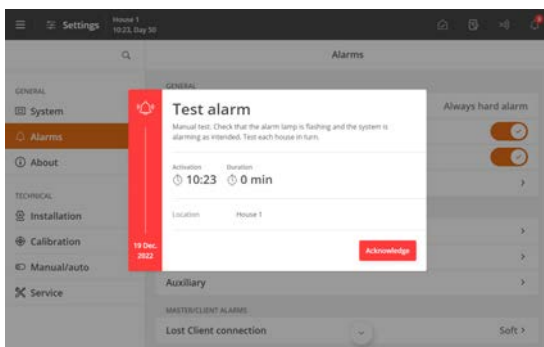 Settings
House 1
10:23, Day 50
Alarms
GENERAL
System
Alarms
About
TECHNICAL
Installation
Calibration
Manual/auto
Service
GENERAL
Always hard alarm
Test alarm
Manual test. Check that the alarm lamp is flashing and the system is
alarming as intended. Test each house in turn.
Activation
Duration
10:23
0 min
Location
House 1
19 Dec.
2022
Acknowledge
Auxiliary
MASTER/CLIENT ALARMS
Lost Client connection
Soft